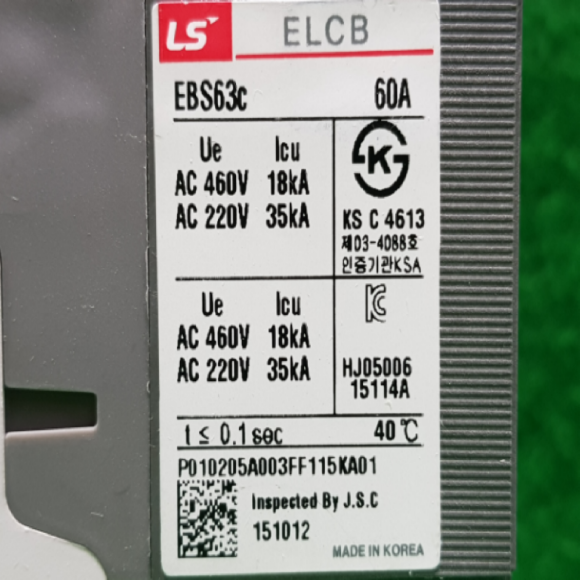 LS ELCB
EBS63c 60A
Ue Icu
AC 460V 18kA
AC 220V 35kA
K
KS C 4613
제03-4088호
인증기관KSA
Ue Icu
AC 460V 18kA
AC 220V 35kA
KC
HJ05006
15114A
t ≤ 0.1sec 40℃
P010205A003FF115KA01
Inspected By J.S.C
151012
MADE IN KOREA